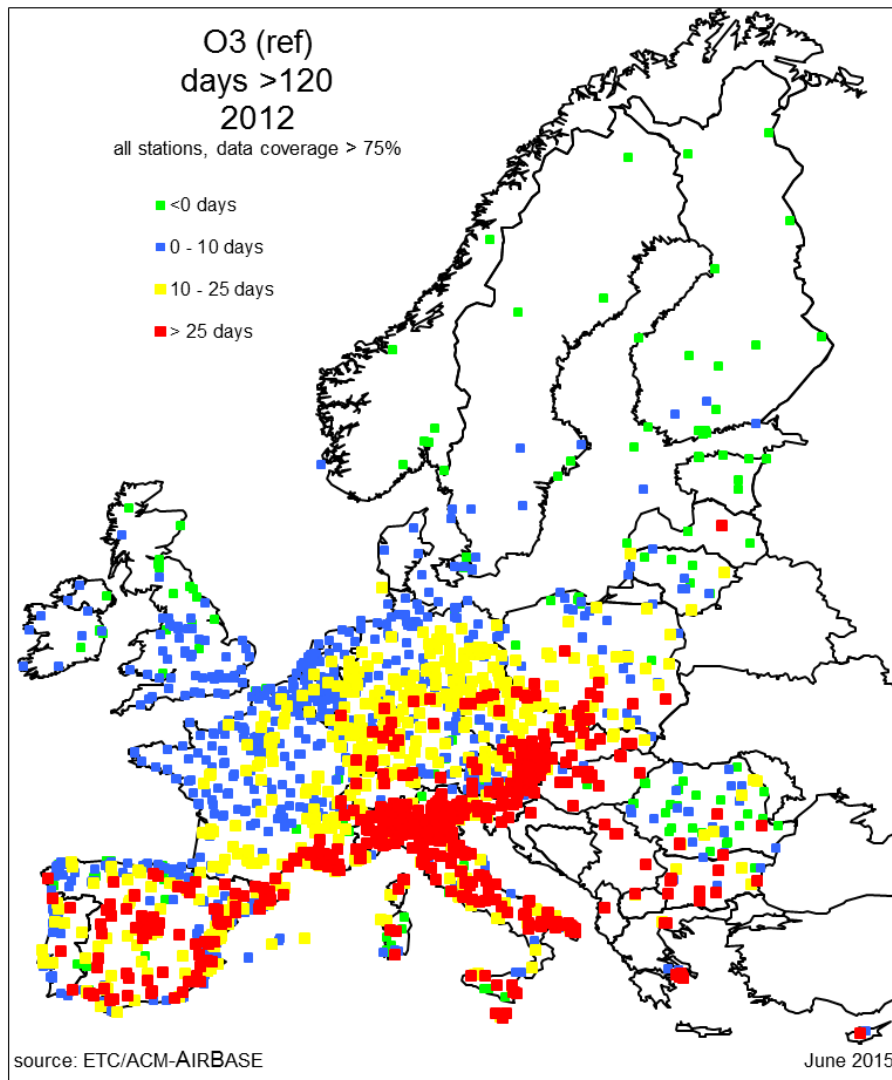 O3 (ref)
days >120
2012
all stations, data coverage > 75%
<0 days
0 - 10 days
10 - 25 days
> 25 days
source: ETC/ACM-AIRBASE
June 2015